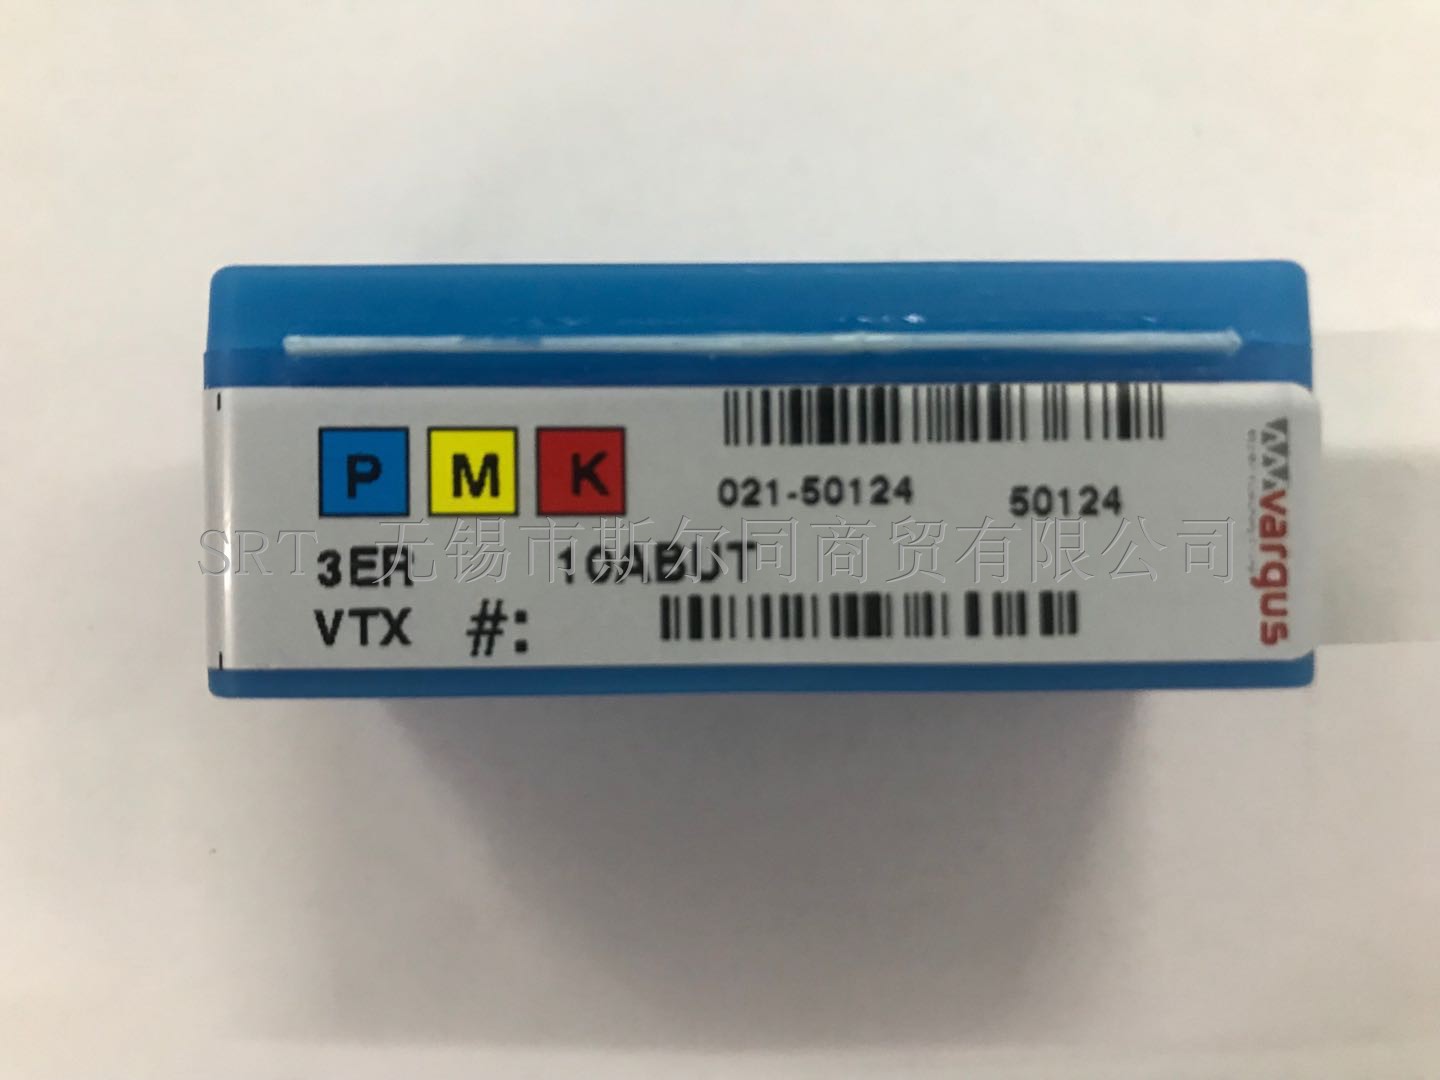 P M K
021-50124 50124
3ER 10ABUT
VTX #:
vargus
SRT 无锡市斯尔同商贸有限公司